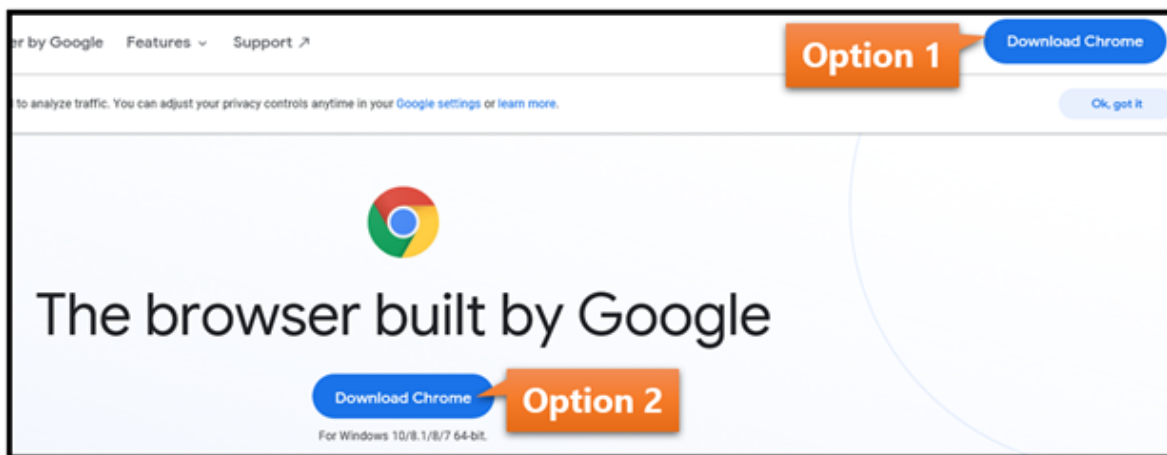 er by Google Features Support Option 1 Download Chrome
to analyze traffic. You can adjust your privacy controls anytime in your Google settings or learn more. Ok, got it
The browser built by Google
Download Chrome Option 2
For Windows 10/8.1/8/7 64-bit.